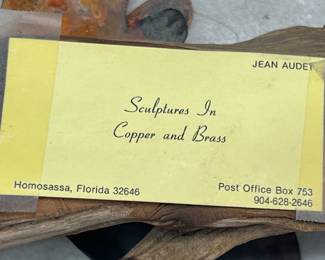 JEAN AUDET
Sculptures In
Copper and Brass
Homosassa, Florida 32646
Post Office Box 753
904-628-2646